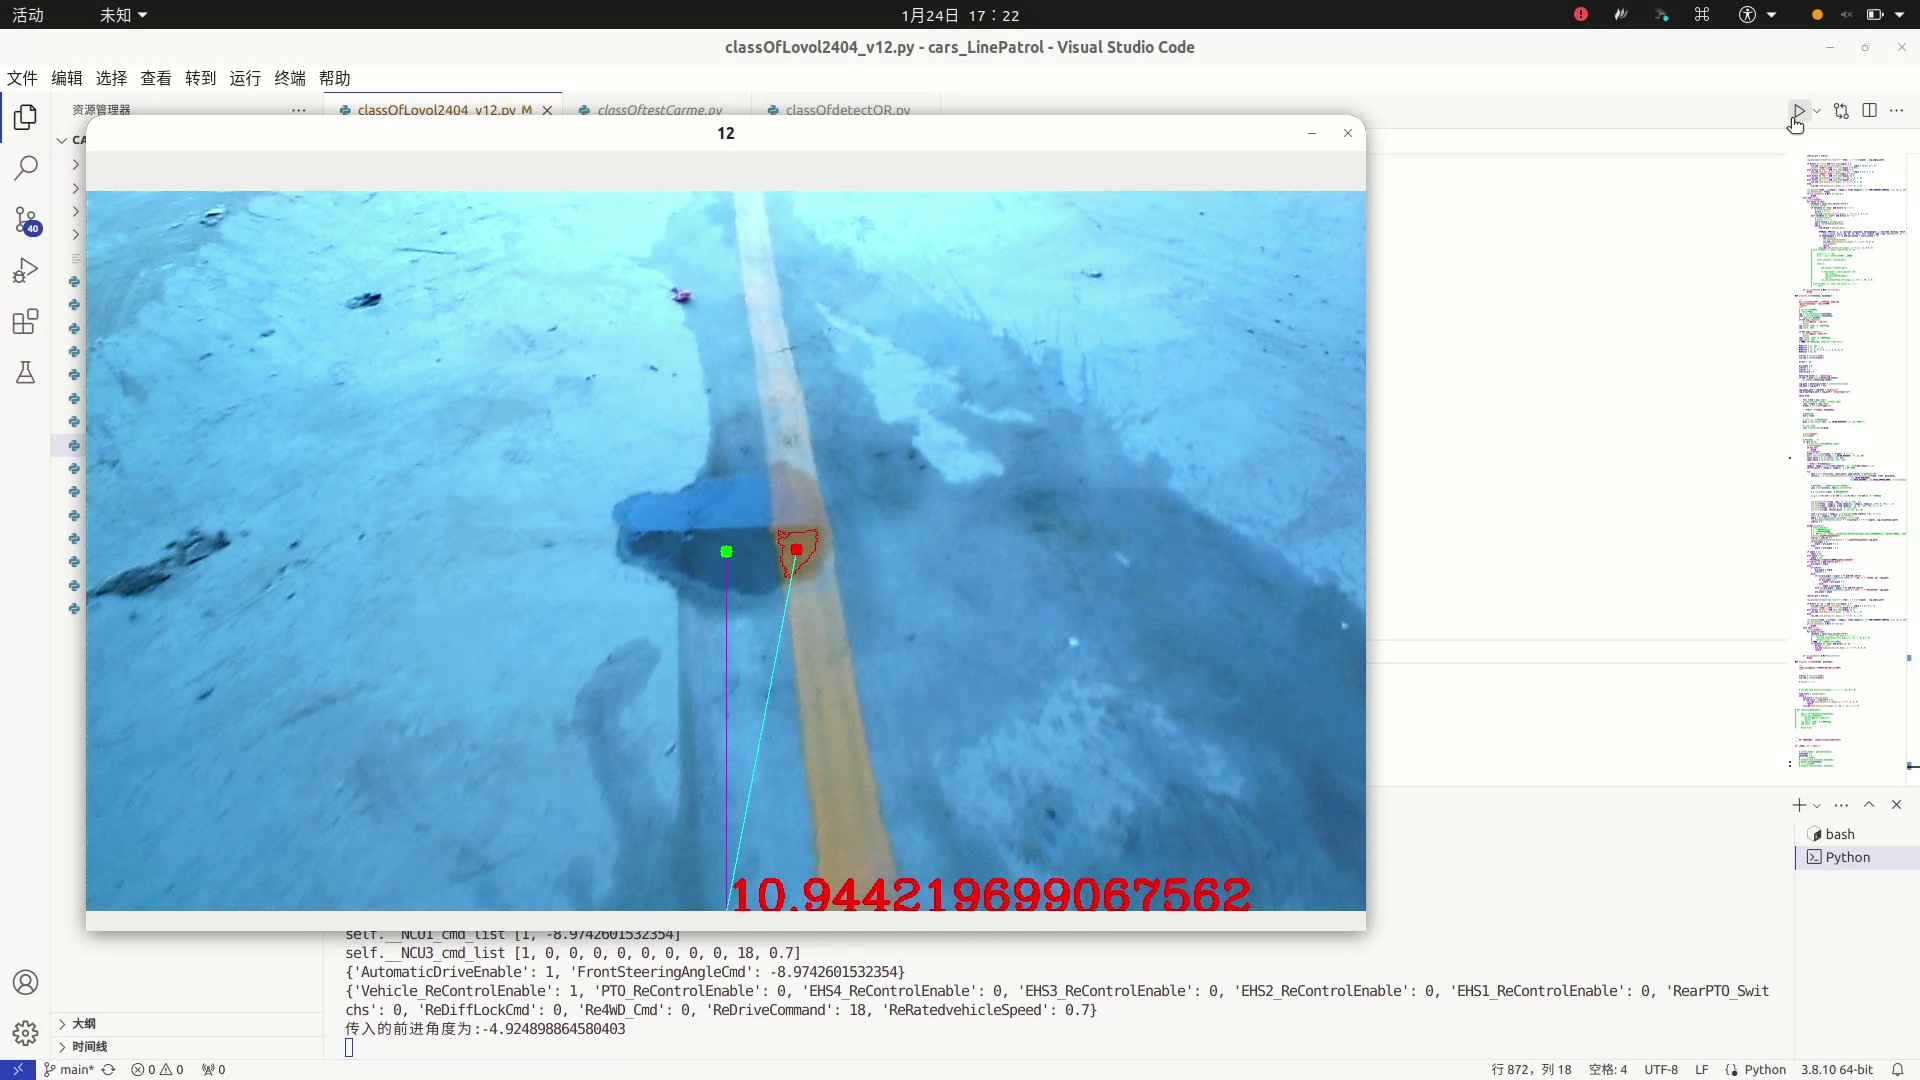 活动
未知
1月24日 17：22
classOfLovol2404_v12.py - cars_LinePatrol - Visual Studio Code
文件 编辑 选择 查看 转到 运行 终端 帮助
资源管理器
classOfLovol2404_v12.py M
classOftestCarme.py
classOfdetectQR.py
CA
12
40
10.944219699067562
bash
Python
self.__NCU1_cmd_list [1, -8.9742601532354]
self.__NCU3_cmd_list [1, 0, 0, 0, 0, 0, 0, 0, 0, 18, 0.7]
{'AutomaticDriveEnable': 1, 'FrontSteeringAngleCmd': -8.9742601532354}
{'Vehicle_ReControlEnable': 1, 'PTO_ReControlEnable': 0, 'EHS4_ReControlEnable': 0, 'EHS3_ReControlEnable': 0, 'EHS2_ReControlEnable': 0, 'EHS1_ReControlEnable': 0, 'RearPTO_Swit
chs': 0, 'ReDiffLockCmd': 0, 'Re4WD_Cmd': 0, 'ReDriveCommand': 18, 'ReRatedvehicleSpeed': 0.7}
传入的前进角度为:-4.924898864580403
大纲
时间线
main* 0 0 0
行 872，列 18 空格: 4 UTF-8 LF Python 3.8.10 64-bit